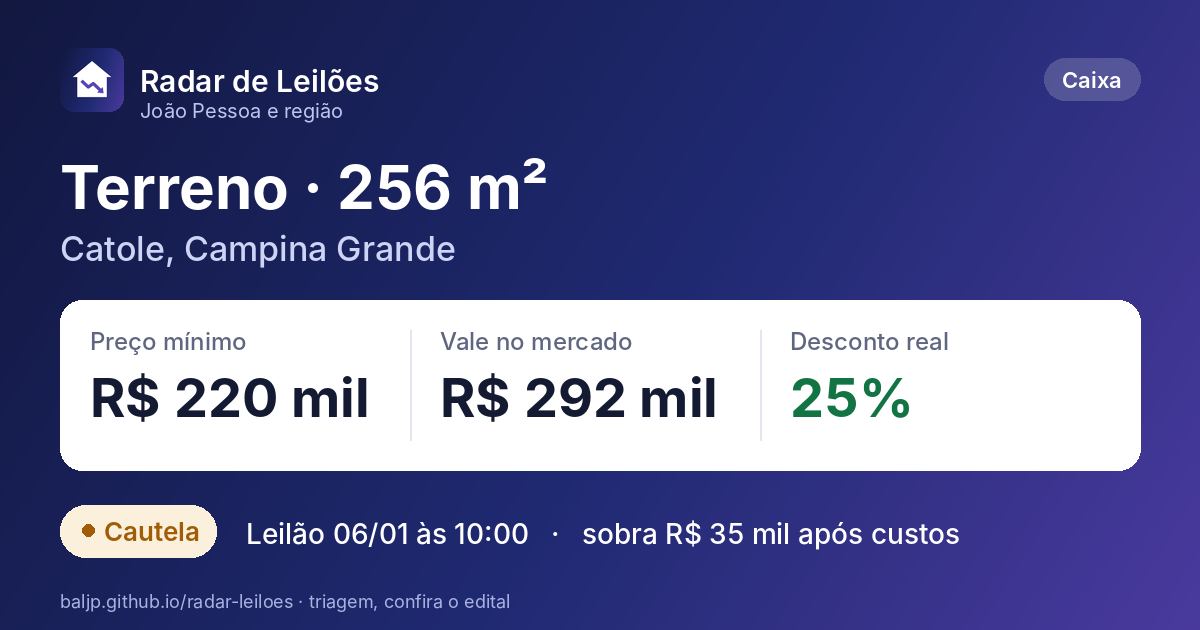 Radar de Leilões
João Pessoa e região
Caixa
Terreno · 256 m²
Catole, Campina Grande
Preço mínimo
R$ 220 mil
Vale no mercado
R$ 292 mil
Desconto real
25%
Cautela
Leilão 06/01 às 10:00 · sobra R$ 35 mil após custos
baljp.github.io/radar-leiloes · triagem, confira o edital